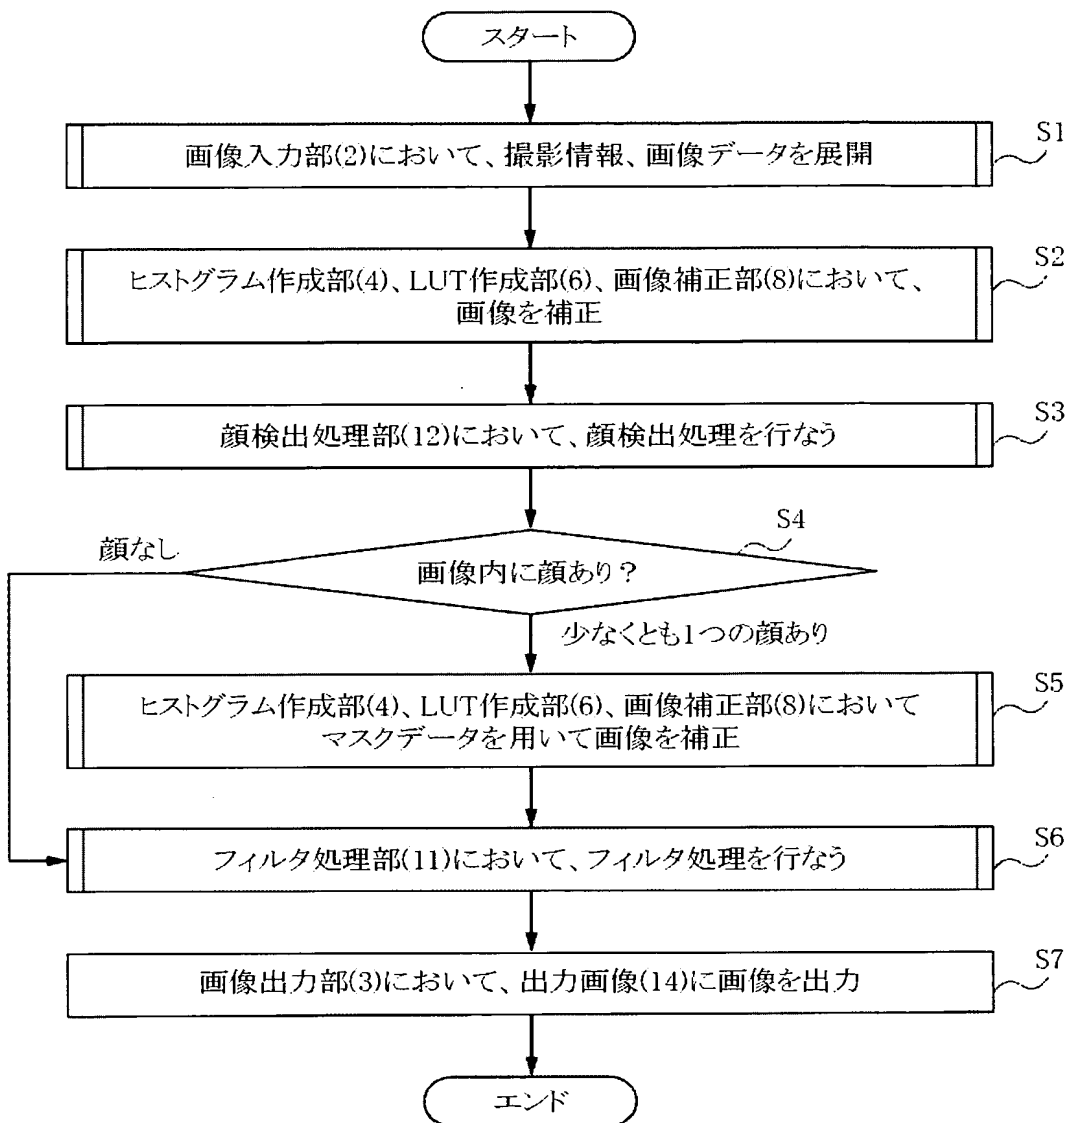 スタート
画像入力部(2)において、撮影情報、画像データを展開
S1
ヒストグラム作成部(4)、LUT作成部(6)、画像補正部(8)において、
画像を補正
S2
顔検出処理部(12)において、顔検出処理を行なう
S3
S4
顔なし
画像内に顔あり?
少なくとも1つの顔あり
ヒストグラム作成部(4)、LUT作成部(6)、画像補正部(8)において
マスクデータを用いて画像を補正
S5
フィルタ処理部(11)において、フィルタ処理を行なう
S6
画像出力部(3)において、出力画像(14)に画像を出力
S7
エンド